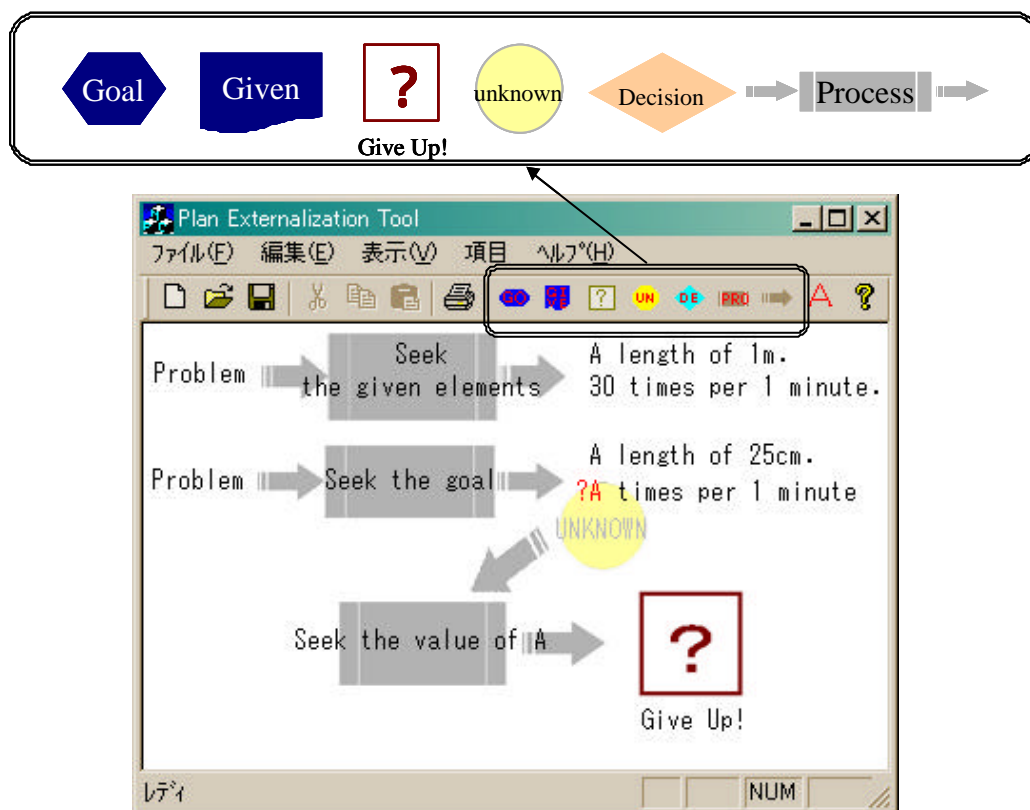 Goal
Given
?
Give Up!
unknown
Decision
Process
Plan Externalization Tool
ファイル(F) 編集(E) 表示(V) 項目 ヘルプ(H)
GO GIVE ? UN DE PRO A ?
Problem
Seek
the given elements
A length of 1m.
30 times per 1 minute.
Problem
Seek the goal
A length of 25cm.
?A times per 1 minute
UNKNOWN
Seek the value of A
?
Give Up!
レディ
NUM